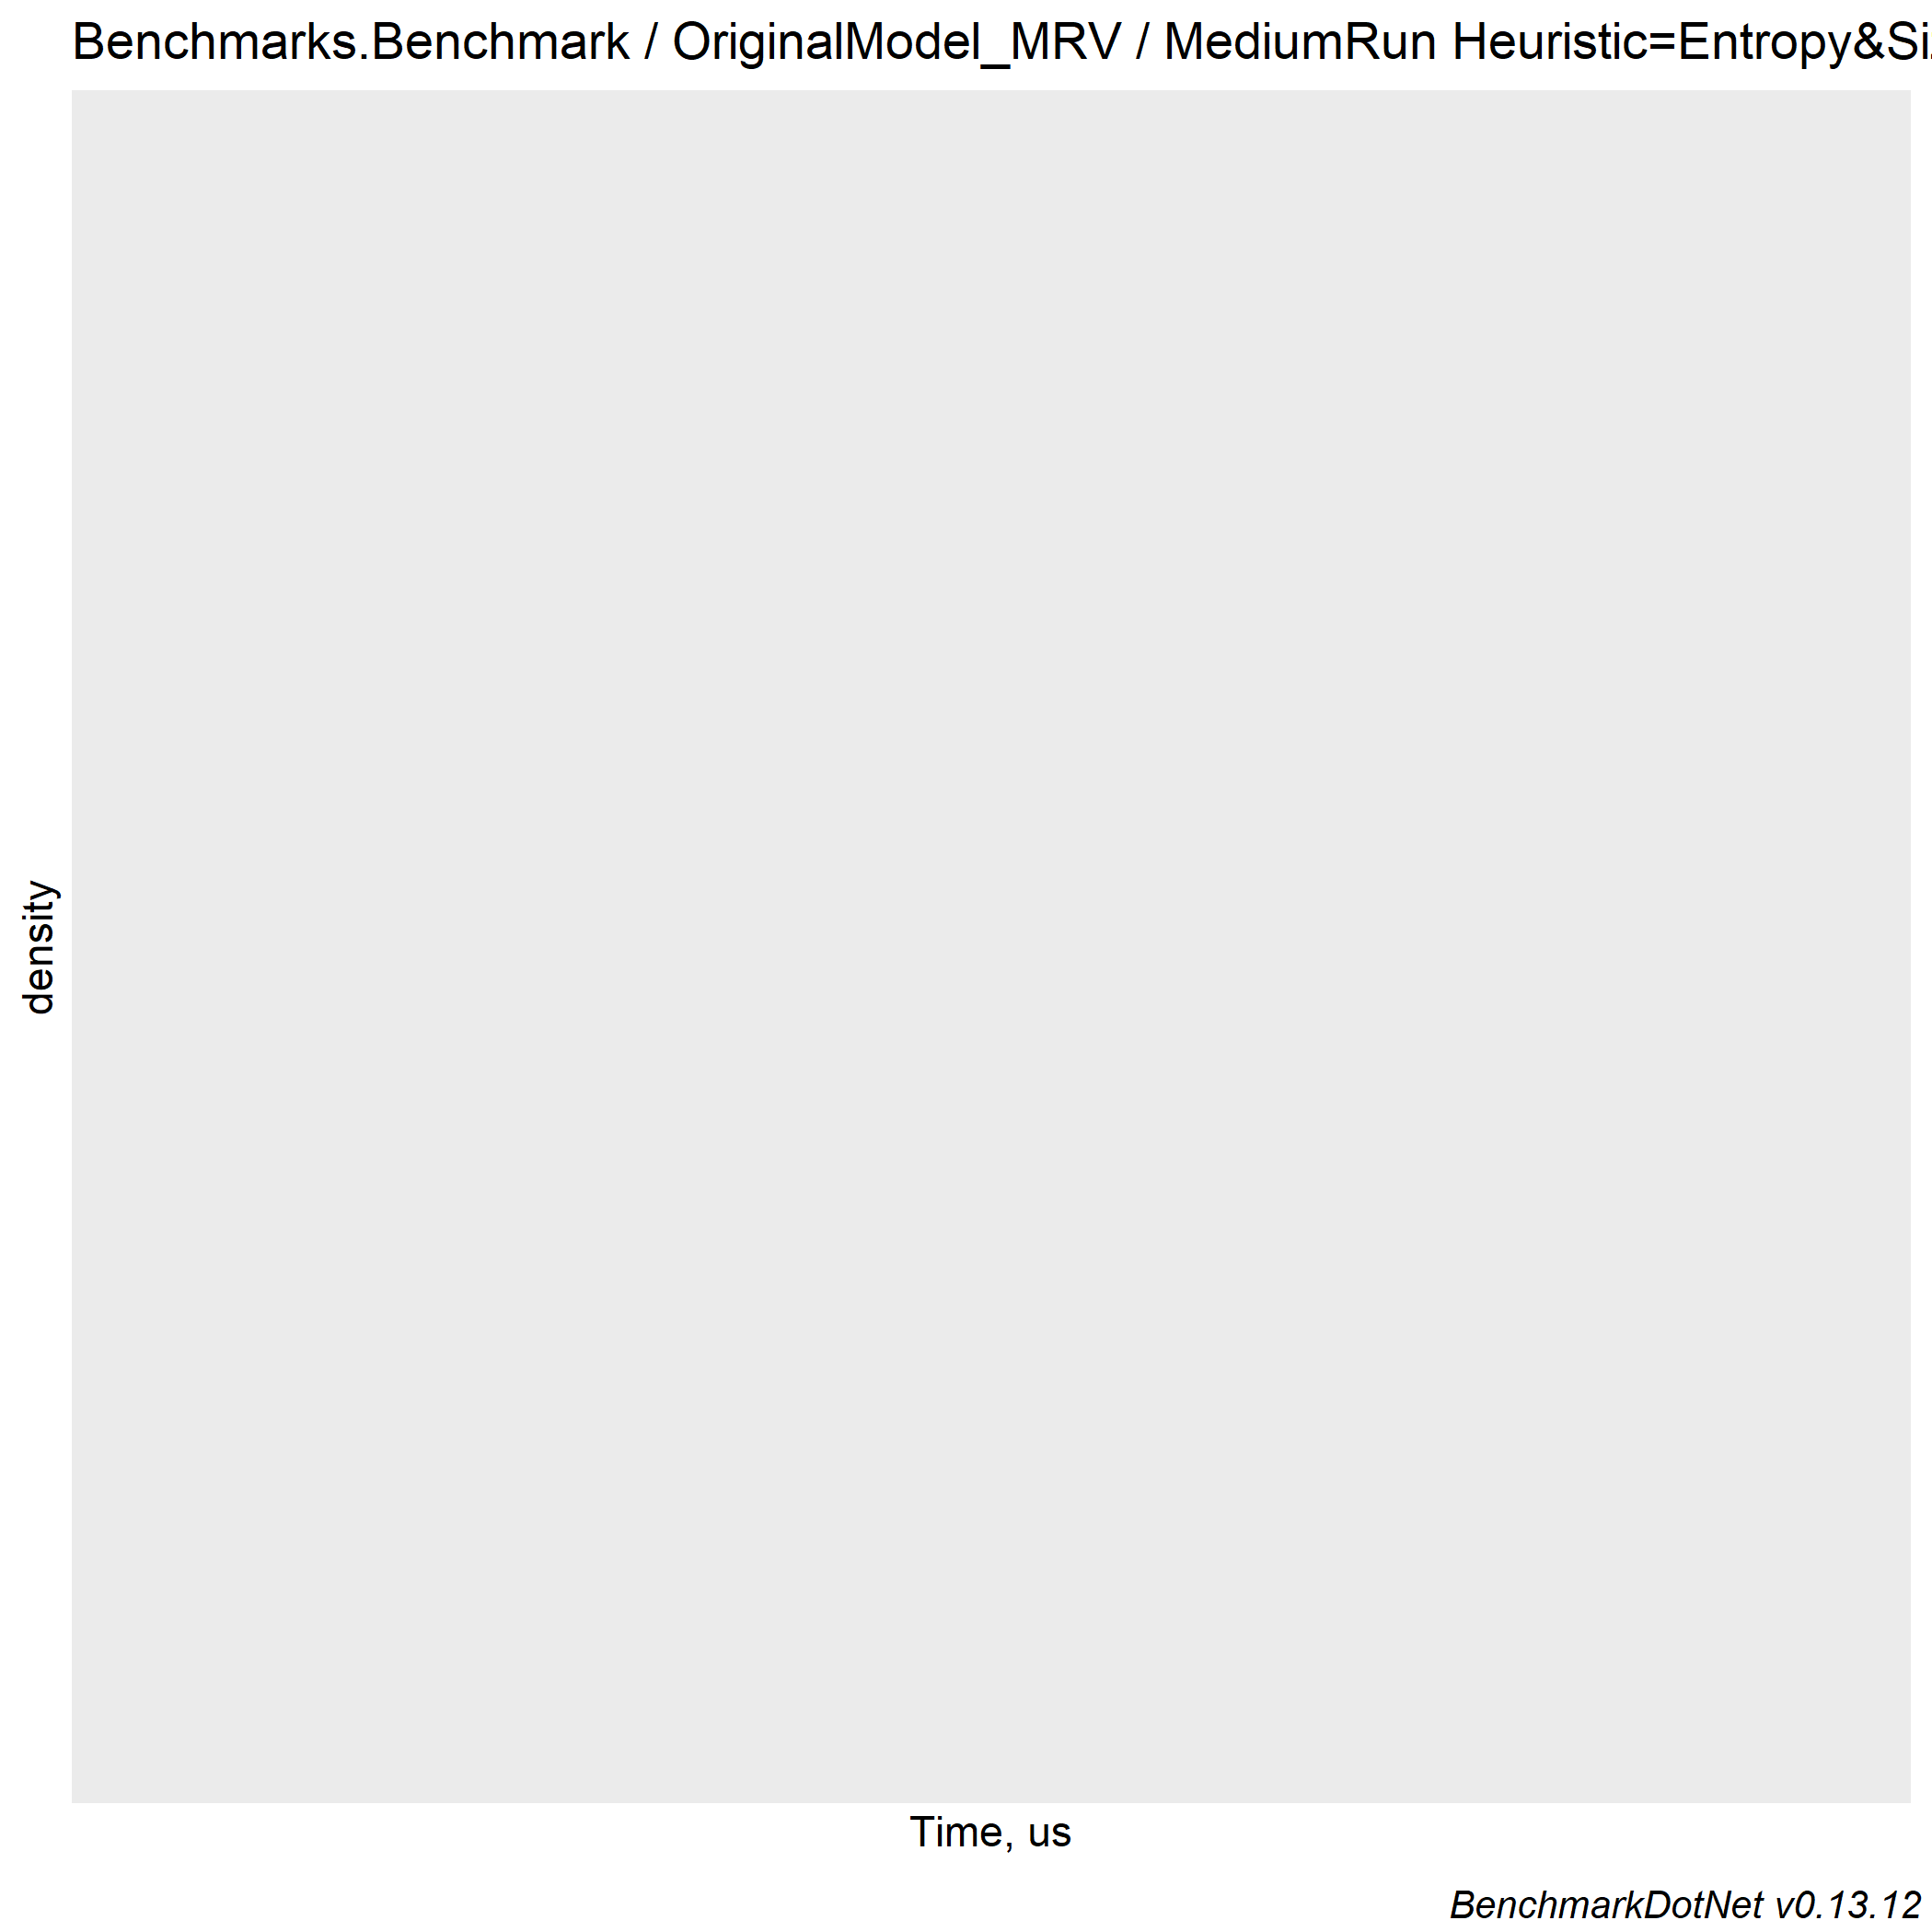 Benchmarks.Benchmark / OriginalModel_MRV / MediumRun Heuristic=Entropy&Si
density
Time, us
BenchmarkDotNet v0.13.12